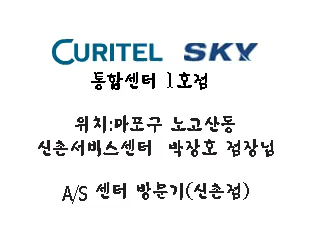 CURITEL SKY
통합센터 1호점
위치:마포구 노고산동
신촌서비스센터 박장호 점장님
A/S 센터 방문기(신촌점)